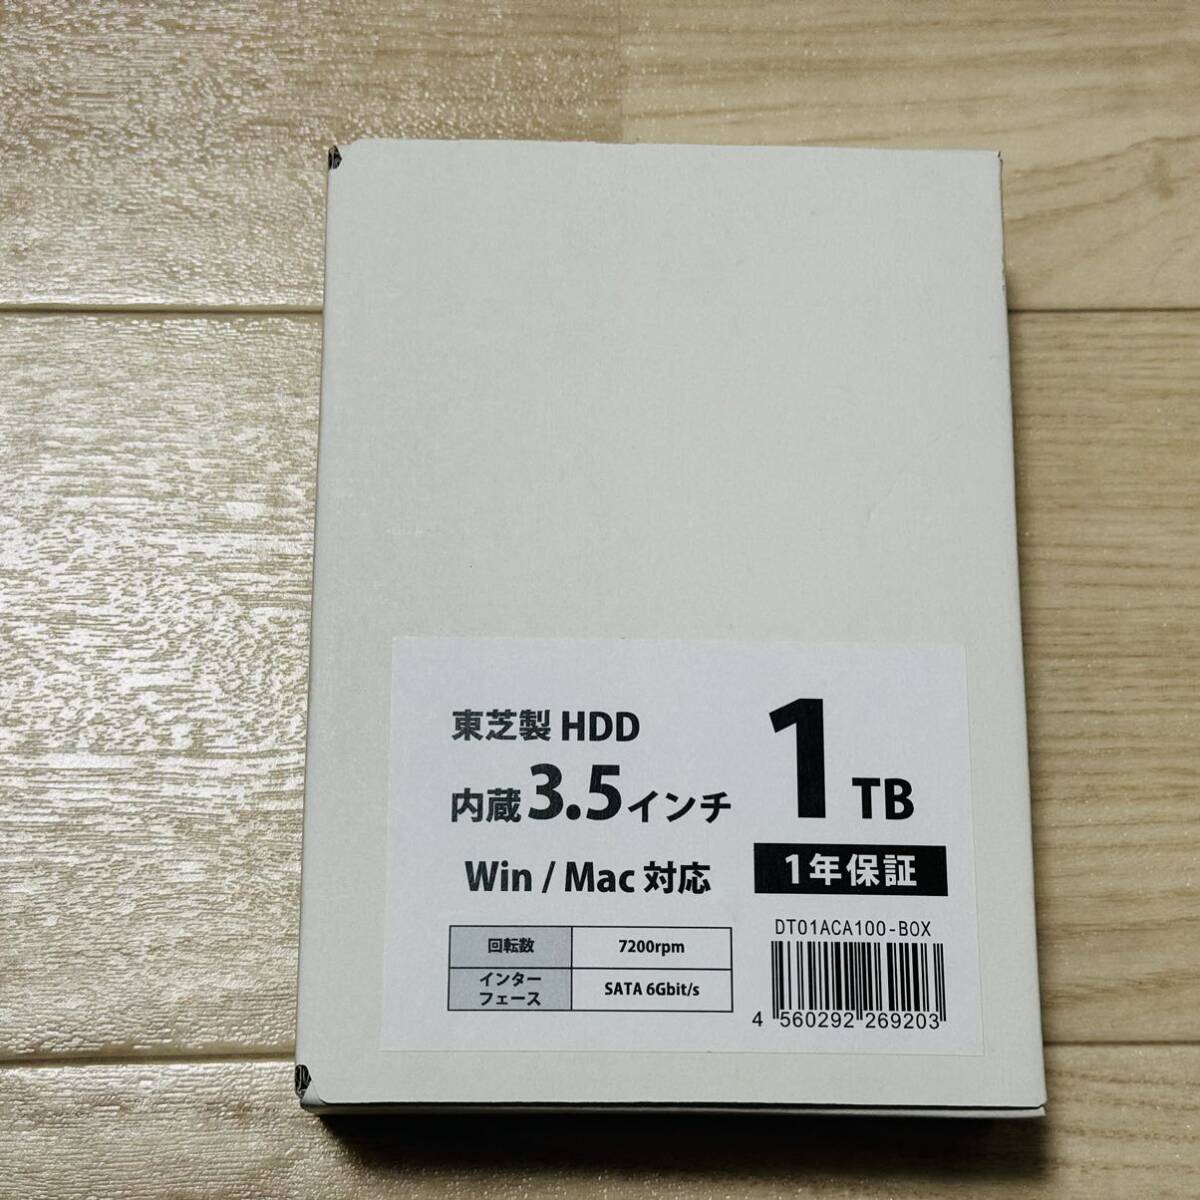 東芝製 HDD
内蔵 3.5 インチ
Win / Mac 対応
1 TB
1年保証
回転数 7200rpm
インター
フェース SATA 6Gbit/s
DT01ACA100-BOX
4 560292 269203